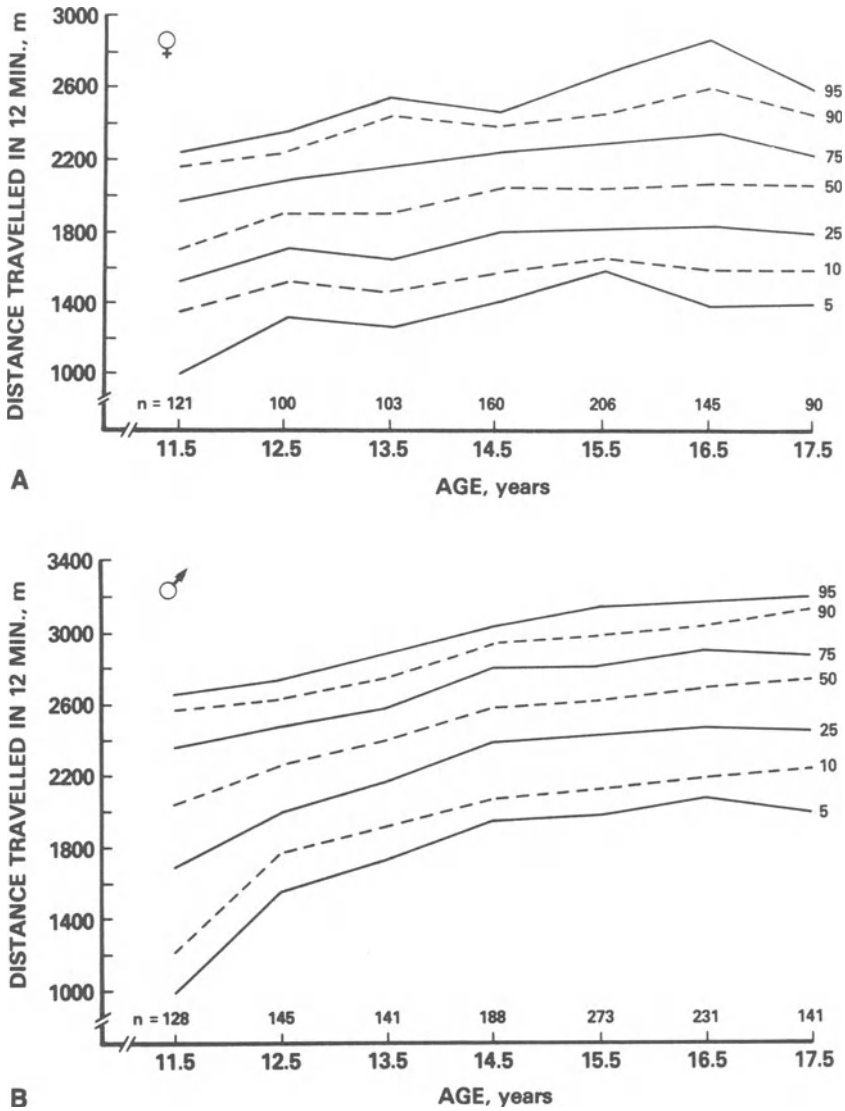 3000
2600
2200
1800
1400
1000
DISTANCE TRAVELLED IN 12 MIN., m
♀
95
90
75
50
25
10
5
n = 121 100 103 160 206 145 90
11.5 12.5 13.5 14.5 15.5 16.5 17.5
A
AGE, years
3400
3000
2600
2200
1800
1400
1000
DISTANCE TRAVELLED IN 12 MIN., m
♂
95
90
75
50
25
10
5
n = 128 145 141 188 273 231 141
11.5 12.5 13.5 14.5 15.5 16.5 17.5
B
AGE, years